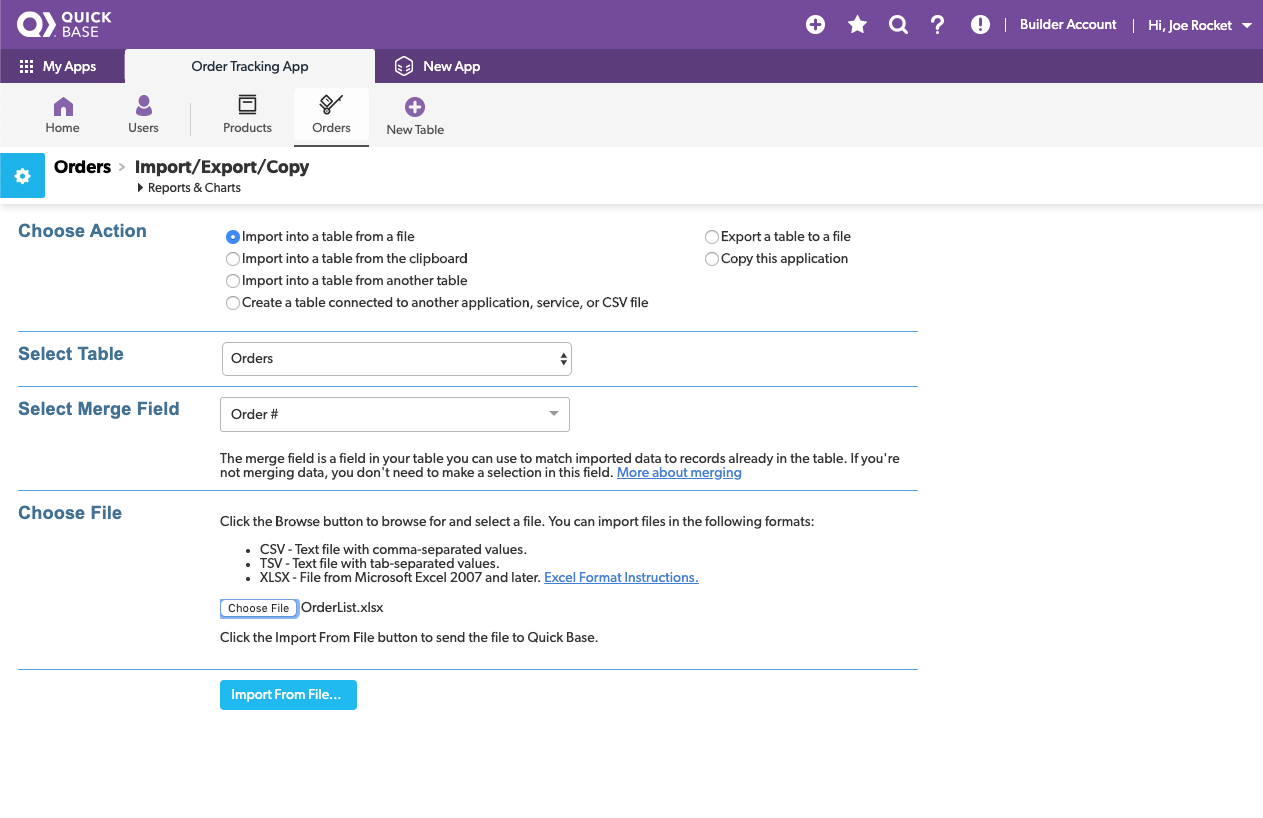 QUICK
BASE
Builder Account
Hi, Joe Rocket
My Apps
Order Tracking App
New App
Home
Users
Products
Orders
New Table
Orders > Import/Export/Copy
Reports & Charts
Choose Action
Import into a table from a file
Import into a table from the clipboard
Import into a table from another table
Create a table connected to another application, service, or CSV file
Export a table to a file
Copy this application
Select Table
Orders
Select Merge Field
Order #
The merge field is a field in your table you can use to match imported data to records already in the table. If you're
not merging data, you don't need to make a selection in this field. More about merging
Choose File
Click the Browse button to browse for and select a file. You can import files in the following formats:
• CSV - Text file with comma-separated values.
• TSV - Text file with tab-separated values.
• XLSX - File from Microsoft Excel 2007 and later. Excel Format Instructions.
Choose File OrderList.xlsx
Click the Import From File button to send the file to Quick Base.
Import From File...